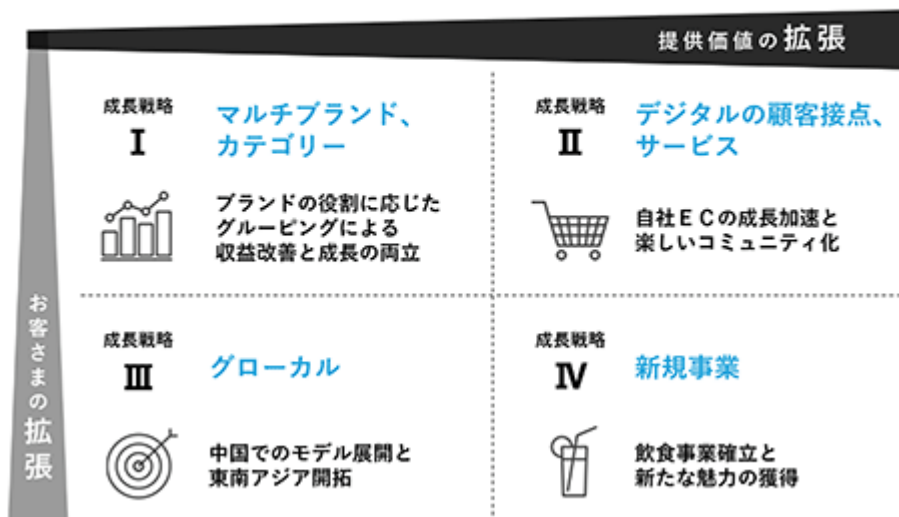 提供価値の拡張
お客さまの拡張
成長戦略
Ⅰ
マルチブランド、
カテゴリー
ブランドの役割に応じた
グルーピングによる
収益改善と成長の両立
成長戦略
Ⅱ
デジタルの顧客接点、
サービス
自社ＥＣの成長加速と
楽しいコミュニティ化
成長戦略
Ⅲ
グローカル
中国でのモデル展開と
東南アジア開拓
成長戦略
Ⅳ
新規事業
飲食事業確立と
新たな魅力の獲得